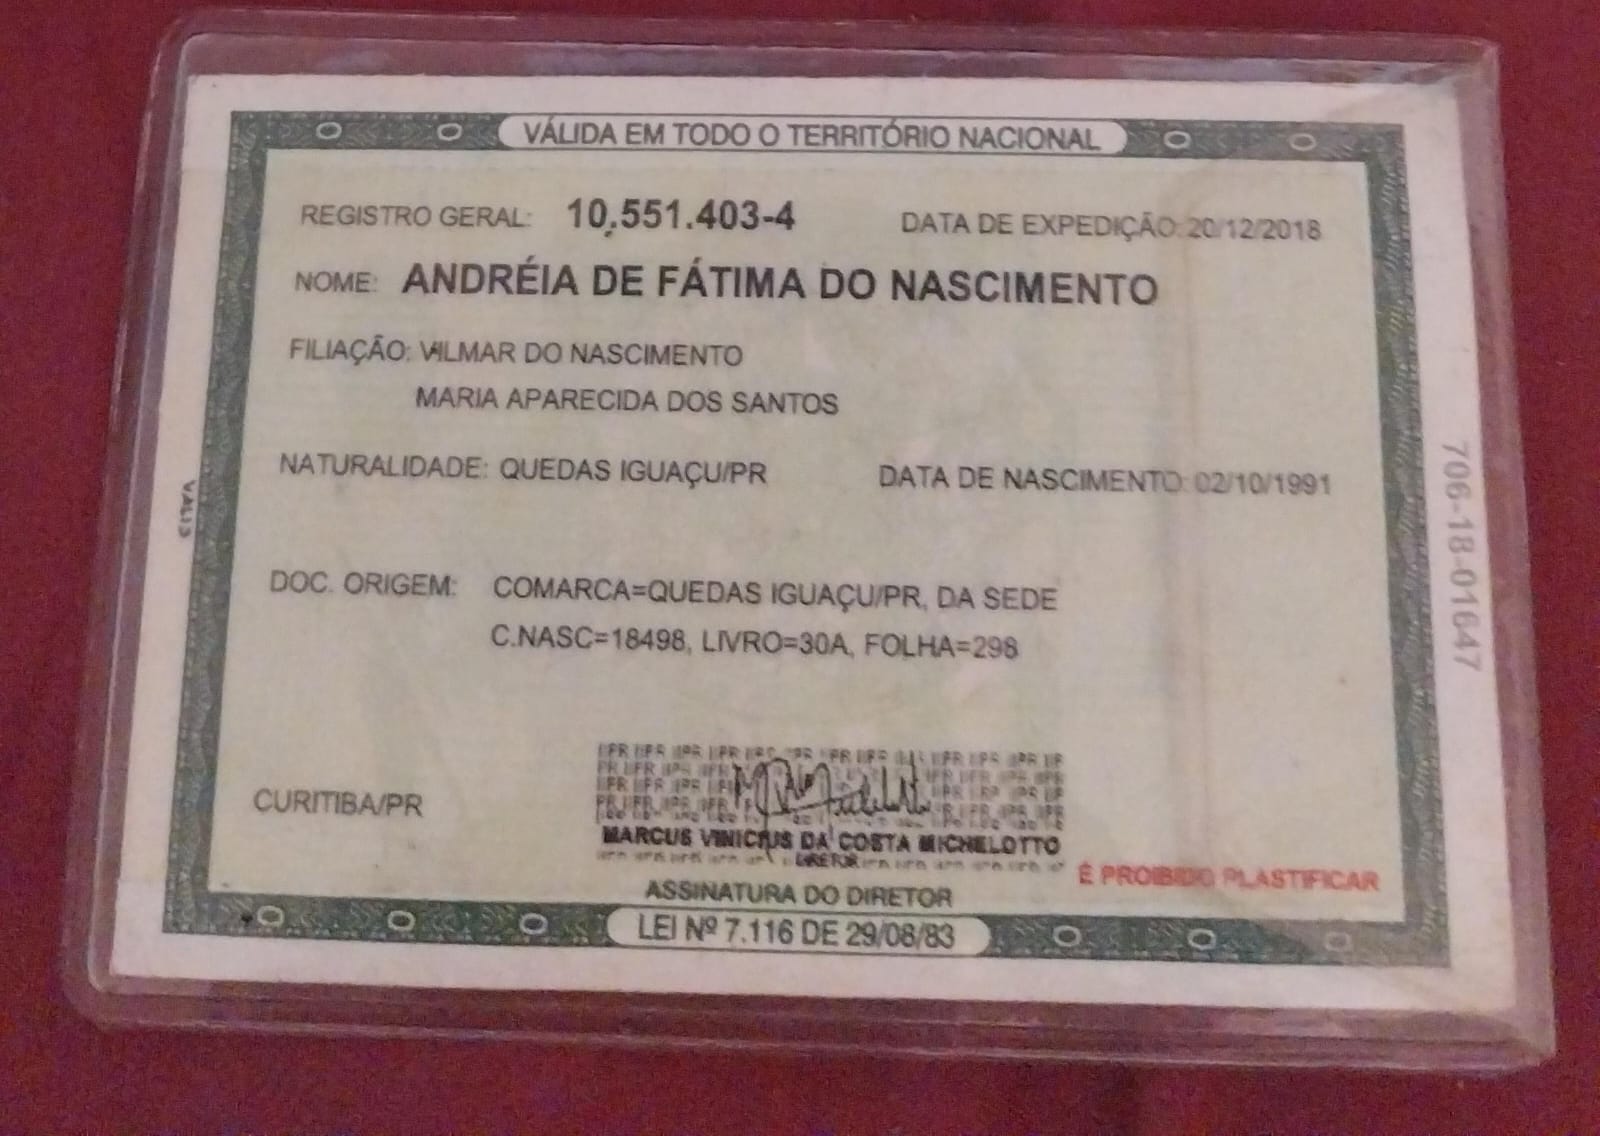 VÁLIDA EM TODO O TERRITÓRIO NACIONAL
REGISTRO GERAL: 10.551.403-4 DATA DE EXPEDIÇÃO: 20/12/2018
NOME: ANDRÉIA DE FÁTIMA DO NASCIMENTO
FILIAÇÃO: VILMAR DO NASCIMENTO
MARIA APARECIDA DOS SANTOS
NATURALIDADE: QUEDAS IGUAÇU/PR DATA DE NASCIMENTO: 02/10/1991
DOC. ORIGEM: COMARCA=QUEDAS IGUAÇU/PR, DA SEDE
C.NASC=18498, LIVRO=30A, FOLHA=298
CURITIBA/PR
MARCUS VINICIUS DA COSTA MICHELOTTO
DIRETOR
É PROIBIDO PLASTIFICAR
ASSINATURA DO DIRETOR
LEI Nº 7.116 DE 29/08/83
706-18-01647